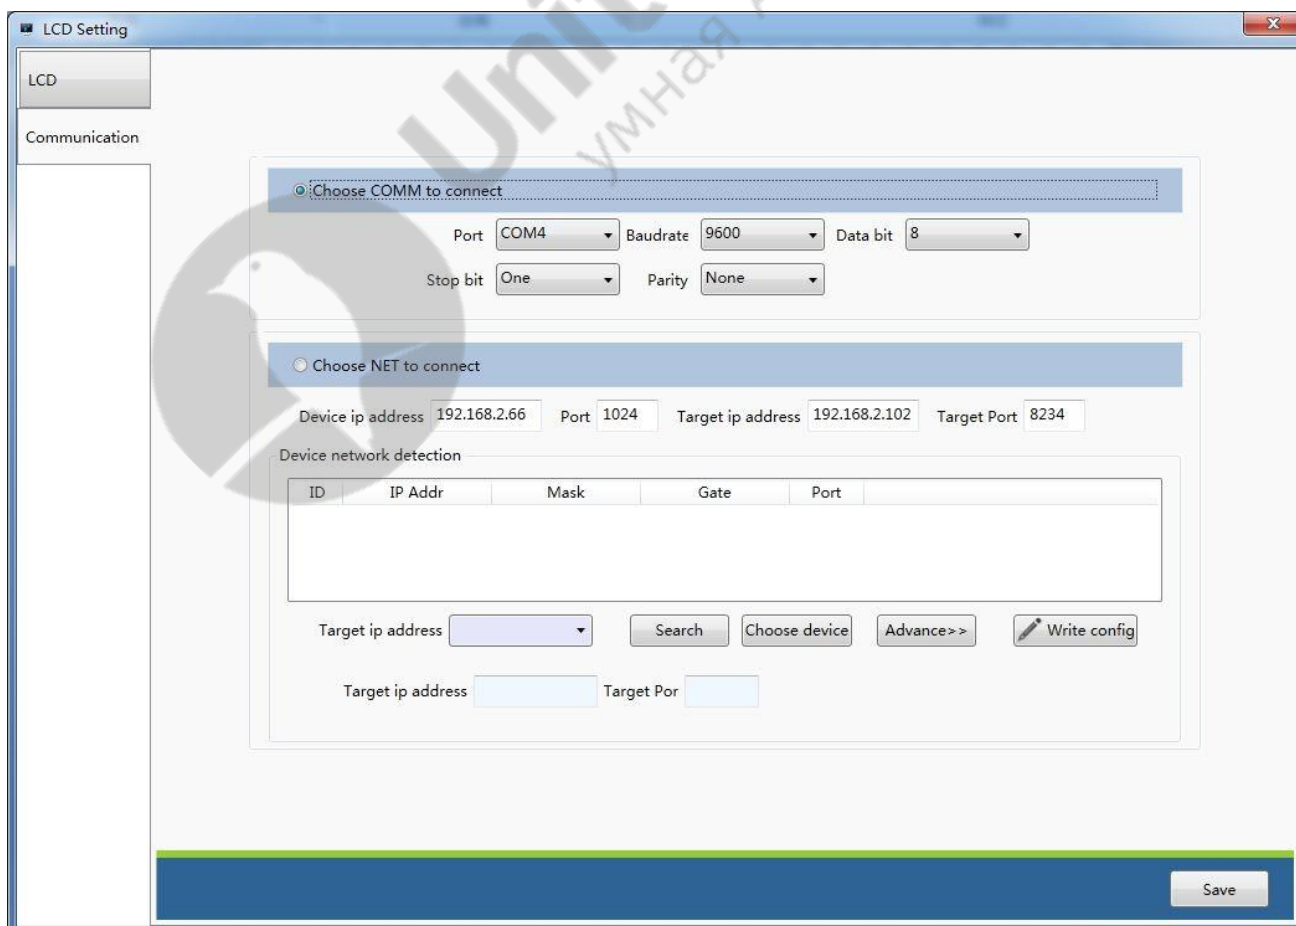 LCD Setting
LCD
Communication
Choose COMM to connect
Port COM4 Baudrate 9600 Data bit 8
Stop bit One Parity None
Choose NET to connect
Device ip address 192.168.2.66 Port 1024 Target ip address 192.168.2.102 Target Port 8234
Device network detection
ID IP Addr Mask Gate Port
Target ip address Search Choose device Advance>> Write config
Target ip address Target Por
Save
Unit
умная